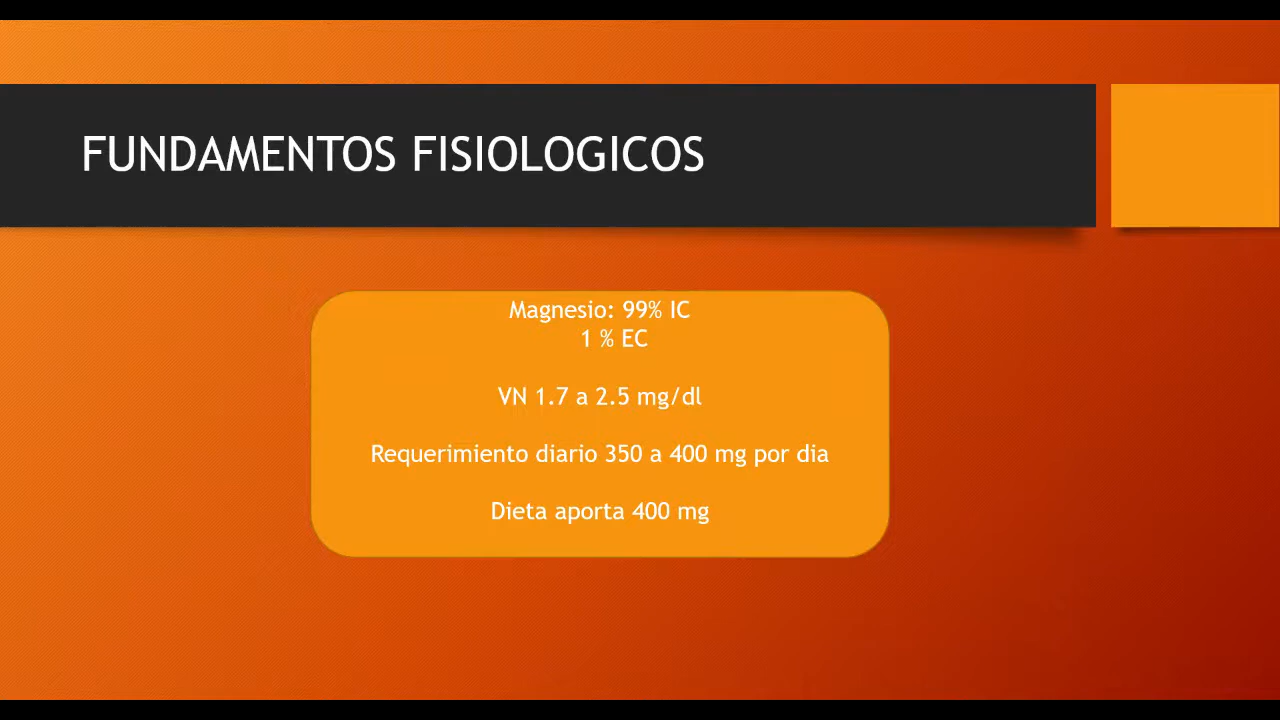 FUNDAMENTOS FISIOLOGICOS
Magnesio: 99% IC
1 % EC
VN 1.7 a 2.5 mg/dl
Requerimiento diario 350 a 400 mg por dia
Dieta aporta 400 mg